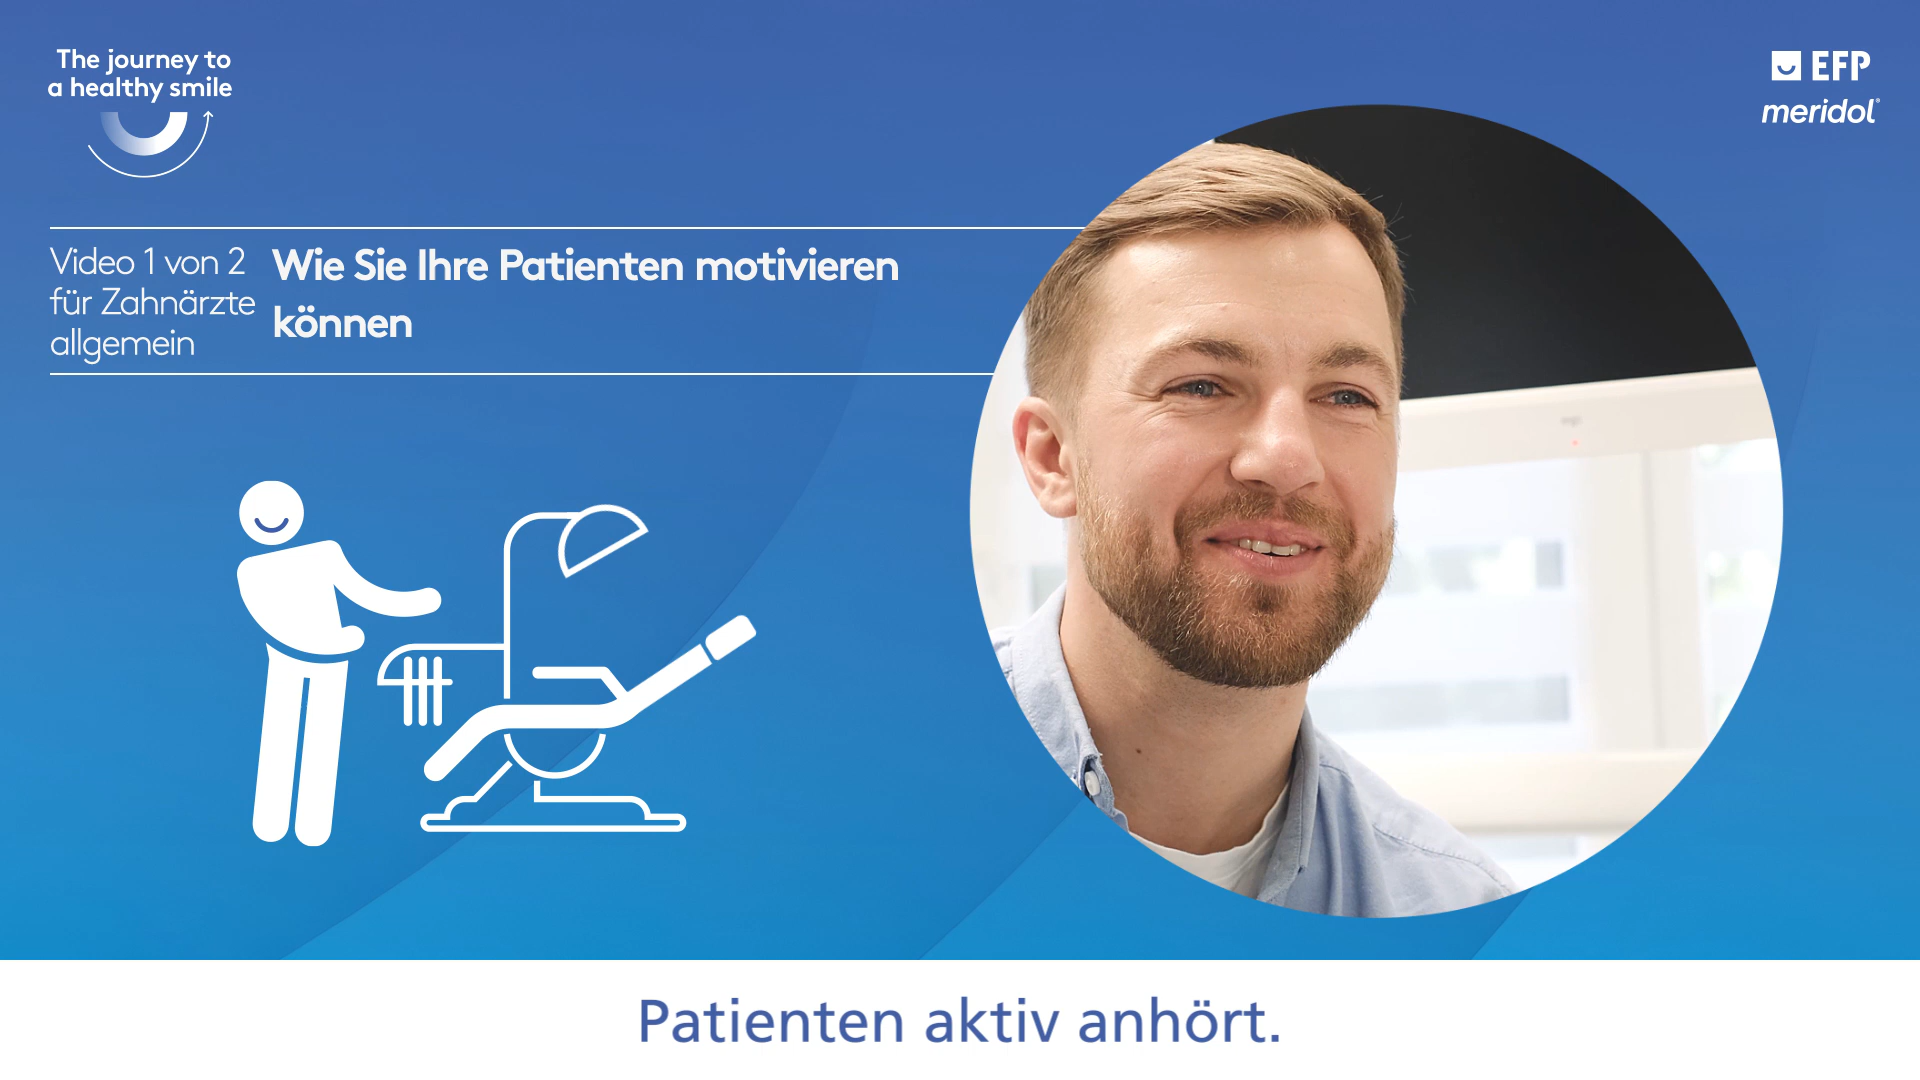 The journey to
a healthy smile
EFP
meridol®
Video 1 von 2
für Zahnärzte
allgemein
Wie Sie Ihre Patienten motivieren
können
Patienten aktiv anhört.